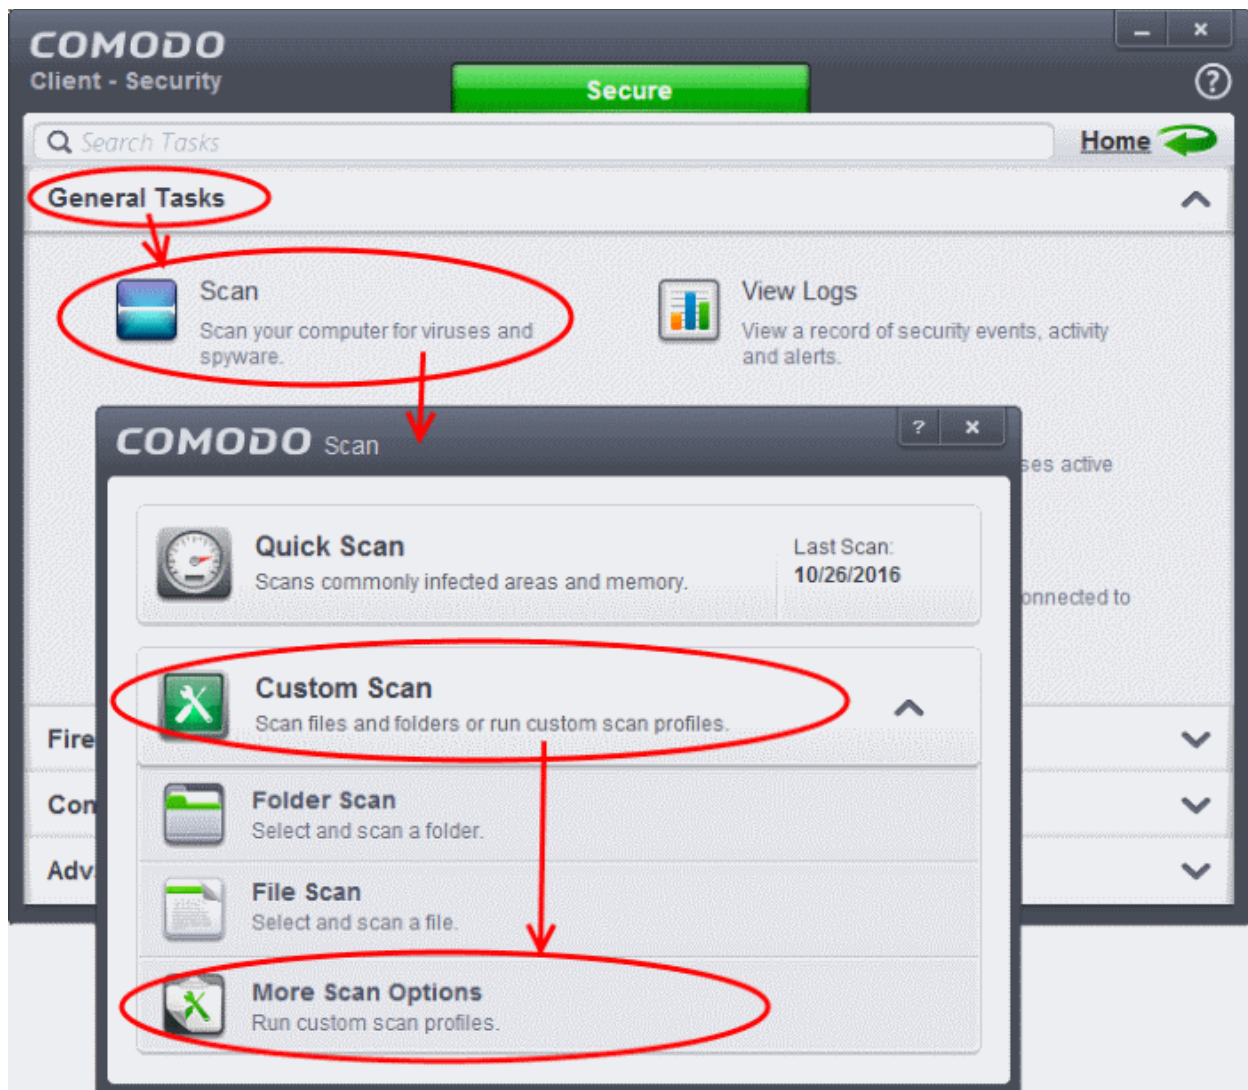 COMODO
Client - Security
Secure
?
Search Tasks
Home
General Tasks
Scan
Scan your computer for viruses and
spyware.
View Logs
View a record of security events, activity
and alerts.
COMODO Scan
?
ses active
Quick Scan
Scans commonly infected areas and memory.
Last Scan:
10/26/2016
onnected to
Custom Scan
Scan files and folders or run custom scan profiles.
Fire
Folder Scan
Select and scan a folder.
Con
File Scan
Select and scan a file.
Adv
More Scan Options
Run custom scan profiles.